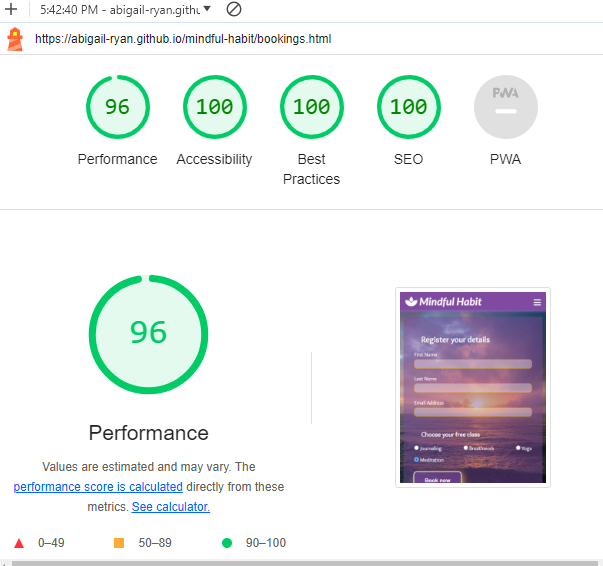 5:42:40 PM - abigail-ryan.githu
https://abigail-ryan.github.io/mindful-habit/bookings.html
96
100
100
100
PWA
Performance
Accessibility
Best
Practices
SEO
PWA
96
Performance
Values are estimated and may vary. The
performance score is calculated directly from these
metrics. See calculator.
0–49
50–89
90–100
Mindful Habit
Register your details
First Name
Last Name
Email Address
Choose your free class
Journaling
Breathwork
Yoga
Meditation
Book now